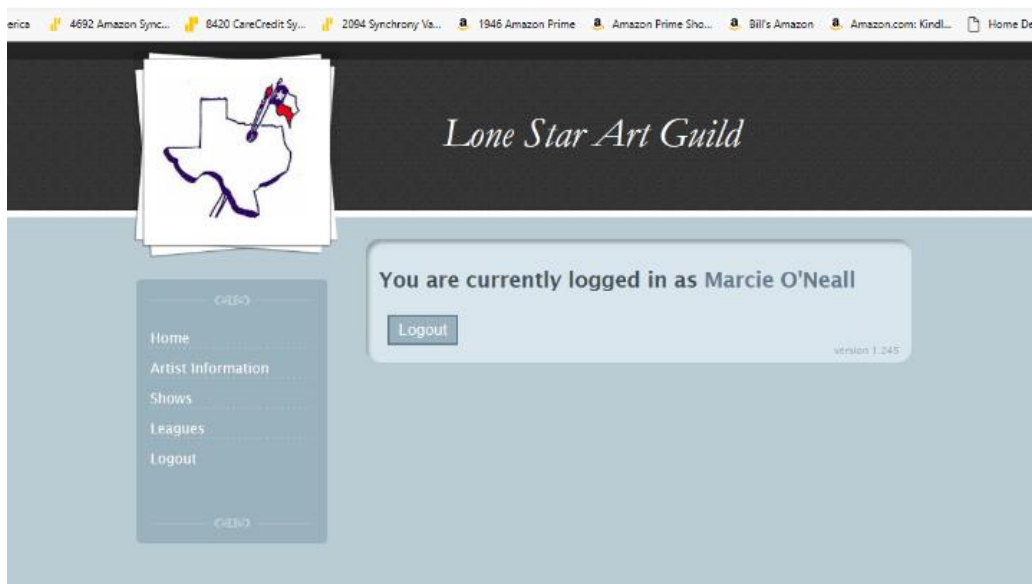 erica 4692 Amazon Sync... 8420 CareCredit Sy... 2094 Synchrony Va... 1946 Amazon Prime Amazon Prime Sho... Bill's Amazon Amazon.com: Kindl... Home De
Lone Star Art Guild
You are currently logged in as Marcie O'Neall
Logout
version 1.245
Home
Artist Information
Shows
Leagues
Logout